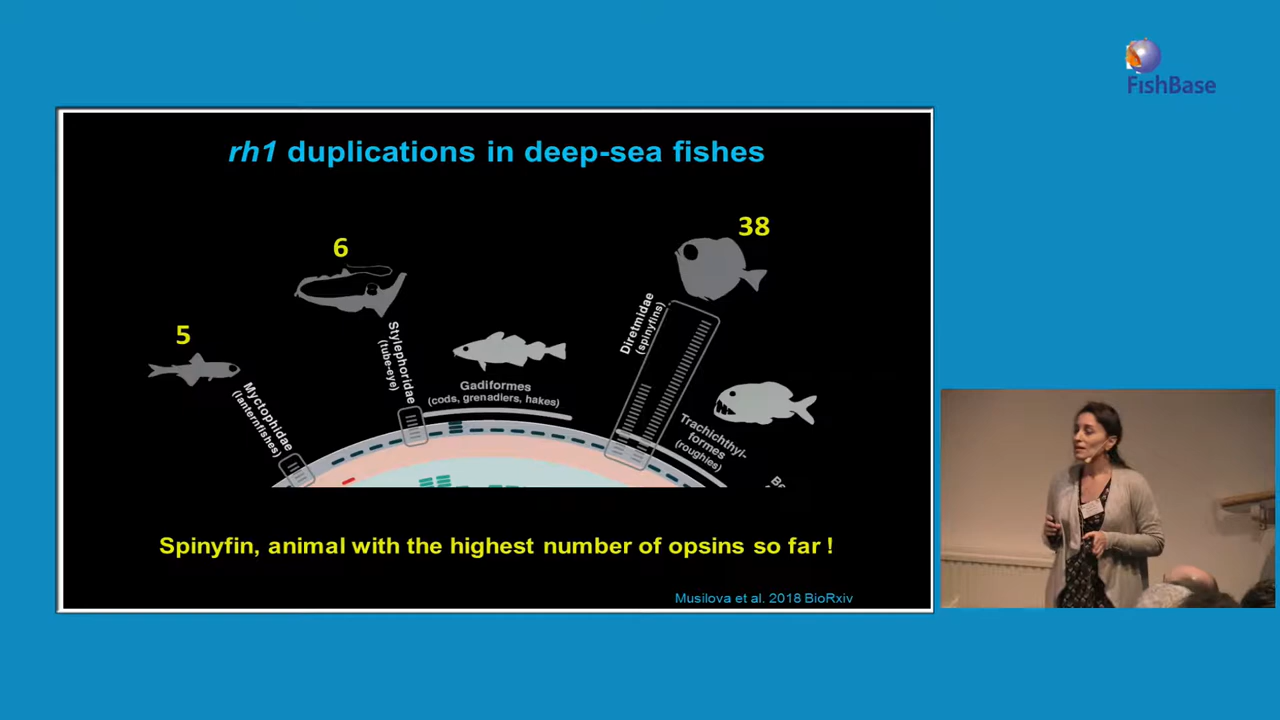 FishBase
rh1 duplications in deep-sea fishes
38
6
5
Diretmidae
(spinyfins)
Stylephoridae
(tube-eye)
Gadiformes
(cods, grenadiers, hakes)
Myctophidae
(lanternfishes)
Trachichthyi-
formes
(roughies)
Be
Spinyfin, animal with the highest number of opsins so far !
Musilova et al. 2018 BioRxiv